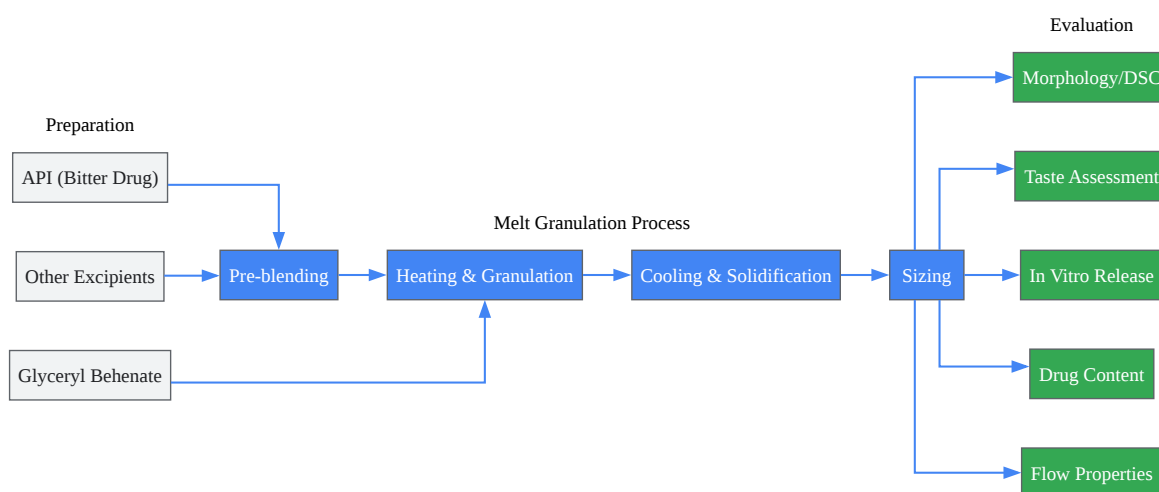 Evaluation
Morphology/DSC
Preparation
API (Bitter Drug)
Taste Assessment
Melt Granulation Process
Other Excipients
Pre-blending
Heating & Granulation
Cooling & Solidification
Sizing
In Vitro Release
Glyceryl Behenate
Drug Content
Flow Properties